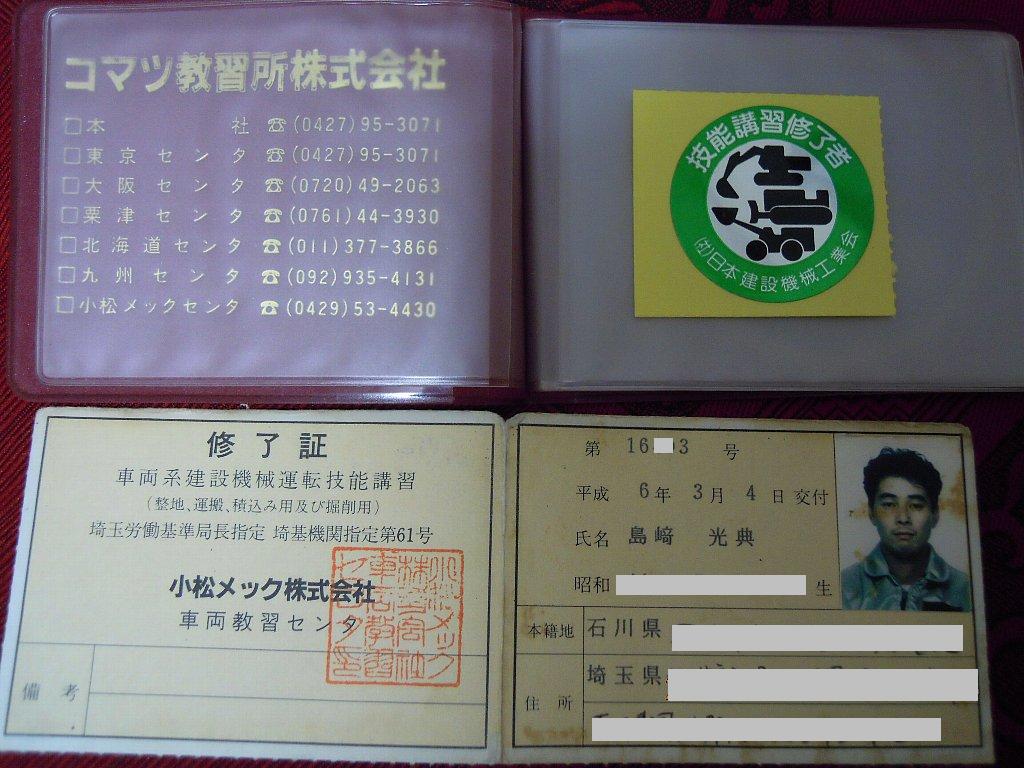 コマツ教習所株式会社
□本社 ☎(0427)95-3071
□東京センタ ☎(0427)95-3071
□大阪センタ ☎(0720)49-2063
□粟津センタ ☎(0761)44-3930
□北海道センタ ☎(011)377-3866
□九州センタ ☎(092)935-4131
□小松メックセンタ ☎(0429)53-4430
技能講習修了者
(社)日本建設機械工業会
修了証
車両系建設機械運転技能講習
(整地、運搬、積込み用及び掘削用)
埼玉労働基準局長指定 埼基機関指定第61号
小松メック株式会社
車両教習センタ
備考
第 16 3 号
平成 6年 3月 4日交付
氏名 島﨑 光典
昭和 生
本籍地 石川県
住所 埼玉県